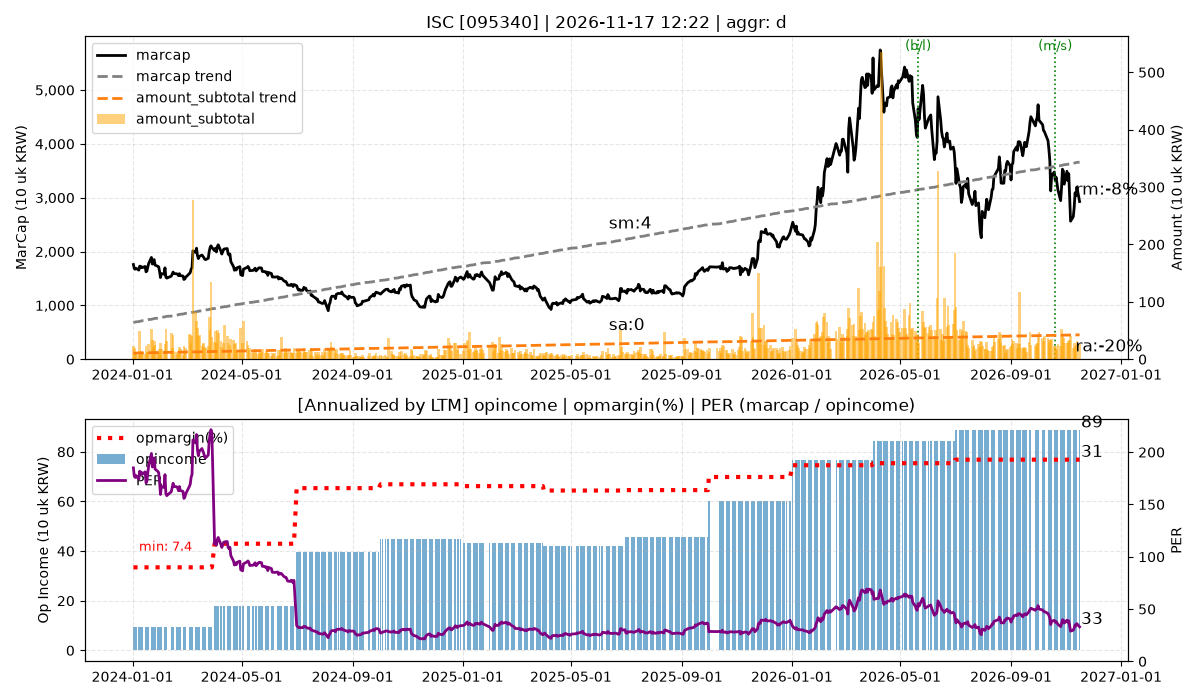 ISC [095340] | 2026-11-17 12:22 | aggr: d
marcap
marcap trend
amount_subtotal trend
amount_subtotal
(b/l)
(m/s)
MarCap (10 uk KRW)
5,000
4,000
3,000
2,000
1,000
0
Amount (10 uk KRW)
500
400
300
200
100
0
sm:4
sa:0
rm:-8%
ra:-20%
2024-01-01
2024-05-01
2024-09-01
2025-01-01
2025-05-01
2025-09-01
2026-01-01
2026-05-01
2026-09-01
2027-01-01
[Annualized by LTM] opincome | opmargin(%) | PER (marcap / opincome)
opmargin(%)
opincome
PER
min: 7.4
89
31
33
Op Income (10 uk KRW)
80
60
40
20
0
PER
200
150
100
50
0
2024-01-01
2024-05-01
2024-09-01
2025-01-01
2025-05-01
2025-09-01
2026-01-01
2026-05-01
2026-09-01
2027-01-01